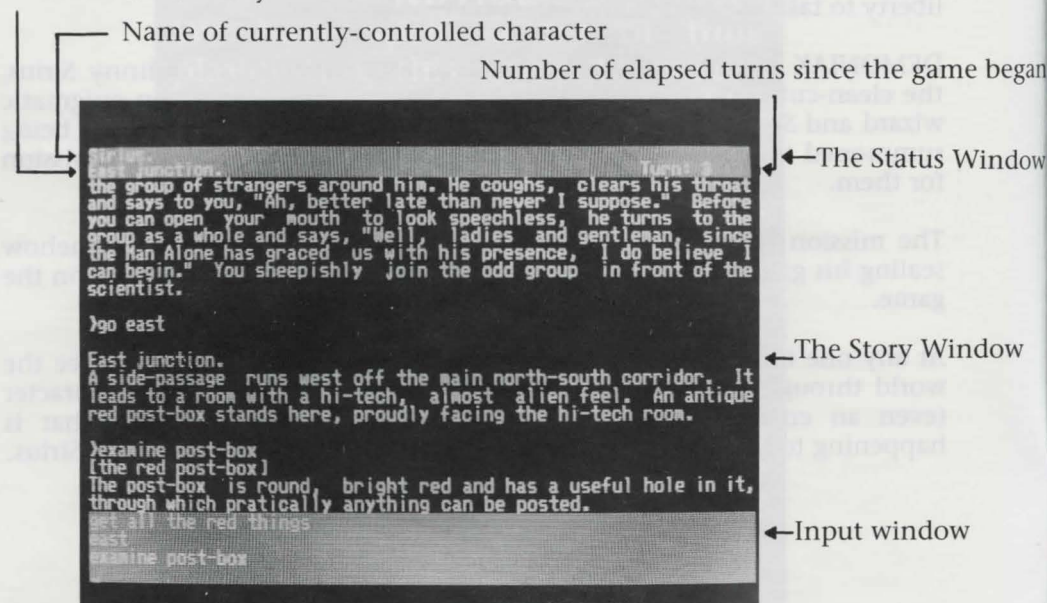 Name of currently-controlled character
Number of elapsed turns since the game began
The Status Window
Sirius.
East junction. Turn: 3
the group of strangers around him. He coughs, clears his throat
and says to you, "Ah, better late than never I suppose." Before
you can open your mouth to look speechless, he turns to the
group as a whole and says, "Well, ladies and gentleman, since
the Man Alone has graced us with his presence, I do believe I
can begin." You sheepishly join the odd group in front of the
scientist.
>go east
The Story Window
East junction.
A side-passage runs west off the main north-south corridor. It
leads to a room with a hi-tech, almost alien feel. An antique
red post-box stands here, proudly facing the hi-tech room.
>examine post-box
[the red post-box]
The post-box is round, bright red and has a useful hole in it,
through which pratically anything can be posted.
get all the red things
east
examine post-box
Input window